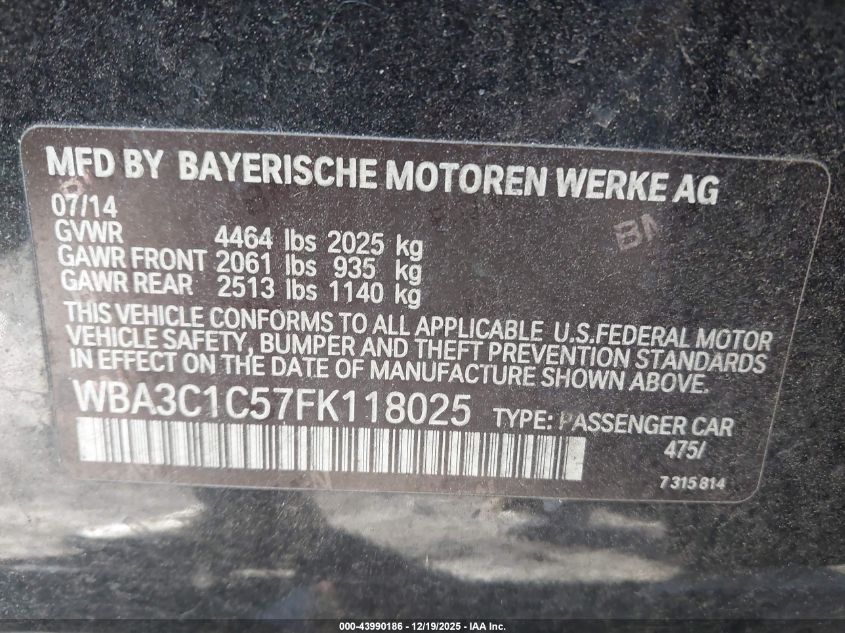 MFD BY BAYERISCHE MOTOREN WERKE AG
07/14
GVWR 4464 lbs 2025 kg
GAWR FRONT 2061 lbs 935 kg
GAWR REAR 2513 lbs 1140 kg
THIS VEHICLE CONFORMS TO ALL APPLICABLE U.S.FEDERAL MOTOR
VEHICLE SAFETY, BUMPER AND THEFT PREVENTION STANDARDS
IN EFFECT ON THE DATE OF MANUFACTURE SHOWN ABOVE.
WBA3C1C57FK118025 TYPE: PASSENGER CAR
475/
7 315 814
000-43990186 - 12/19/2025 - IAA Inc.